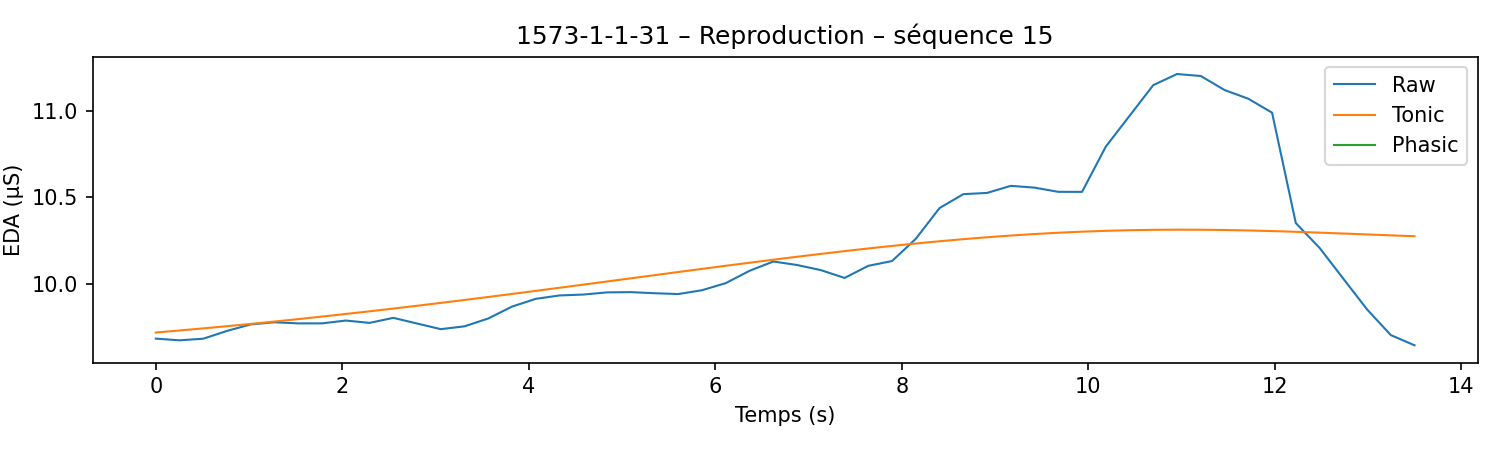 1573-1-1-31 – Reproduction – séquence 15
EDA (µS)
11.0
10.5
10.0
Raw
Tonic
Phasic
0 2 4 6 8 10 12 14
Temps (s)